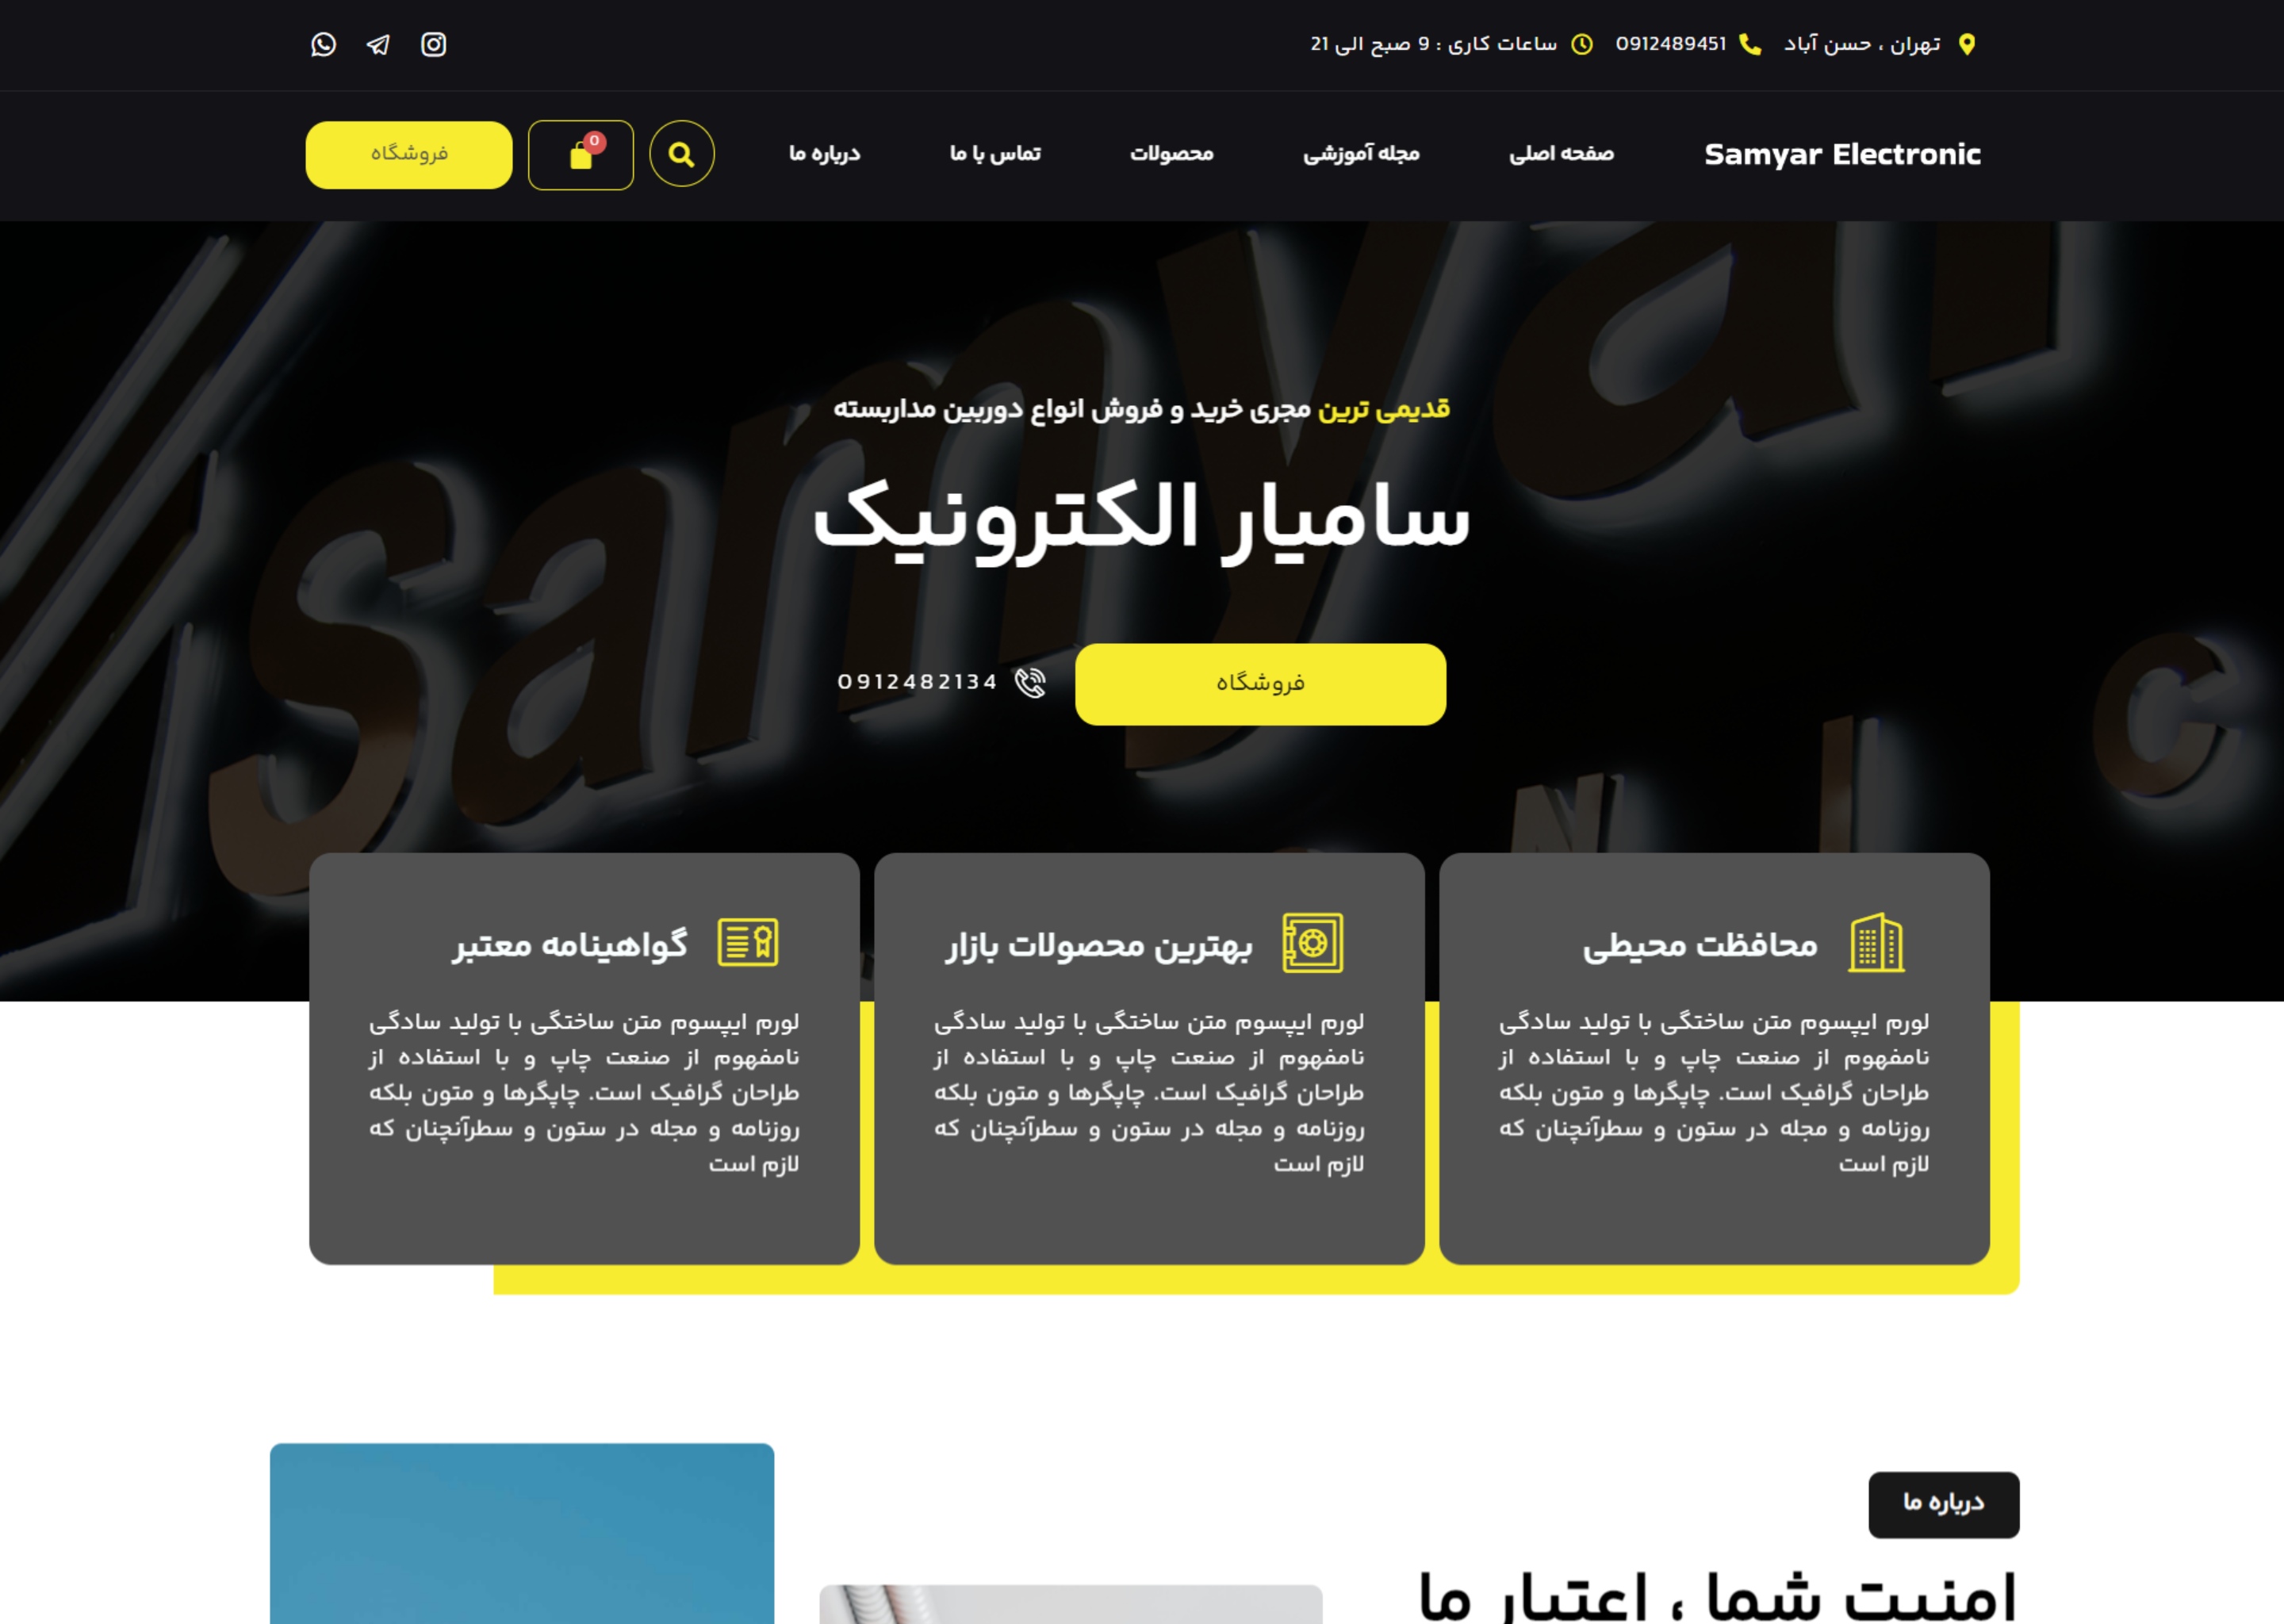 تهران ، حسن آباد
0912489451
ساعات کاری : 9 صبح الی 21
Samyar Electronic
صفحه اصلی
مجله آموزشی
محصولات
تماس با ما
درباره ما
0
فروشگاه
samyar
N I C
قدیمی ترین مجری خرید و فروش انواع دوربین مداربسته
سامیار الکترونیک
فروشگاه
0912482134
محافظت محیطی
لورم ایپسوم متن ساختگی با تولید سادگی
نامفهوم از صنعت چاپ و با استفاده از
طراحان گرافیک است. چاپگرها و متون بلکه
روزنامه و مجله در ستون و سطرآنچنان که
لازم است
بهترین محصولات بازار
لورم ایپسوم متن ساختگی با تولید سادگی
نامفهوم از صنعت چاپ و با استفاده از
طراحان گرافیک است. چاپگرها و متون بلکه
روزنامه و مجله در ستون و سطرآنچنان که
لازم است
گواهینامه معتبر
لورم ایپسوم متن ساختگی با تولید سادگی
نامفهوم از صنعت چاپ و با استفاده از
طراحان گرافیک است. چاپگرها و متون بلکه
روزنامه و مجله در ستون و سطرآنچنان که
لازم است
درباره ما
امنیت شما ، اعتبار ما